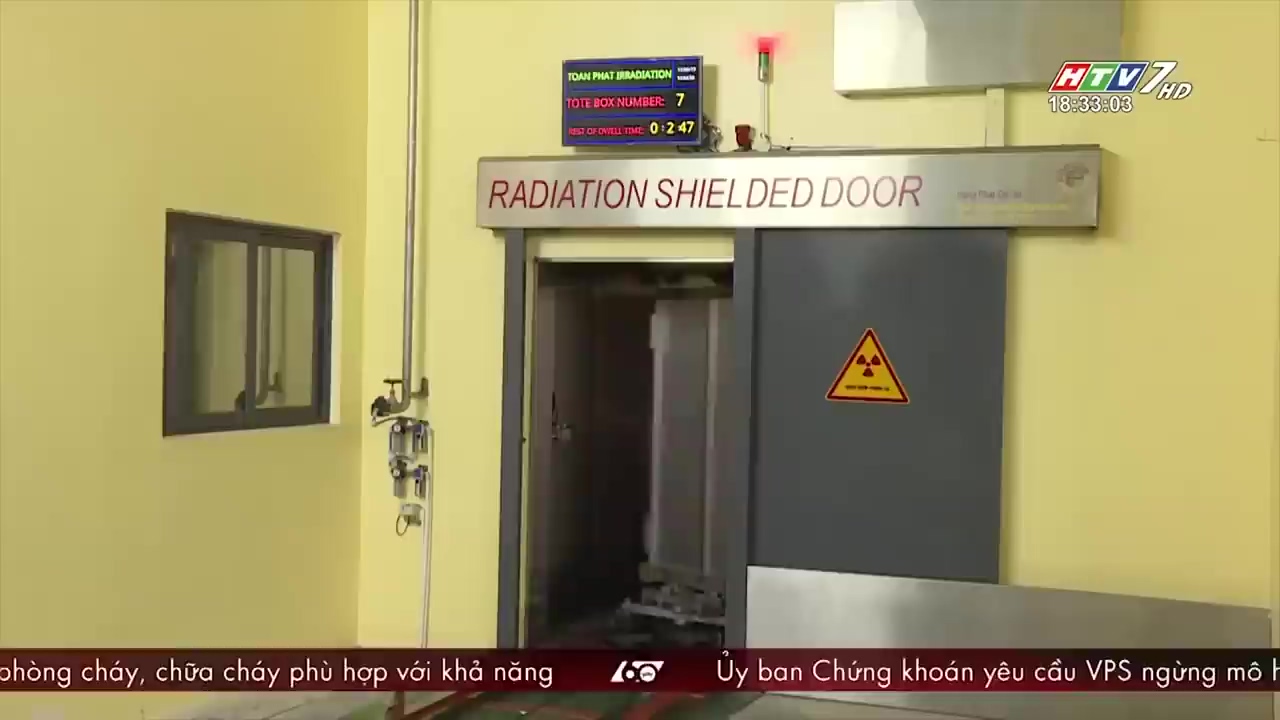 TOAN PHAT IRRADIATION
TOTE BOX NUMBER: 7
REST OF DWELL TIME: 0:2:47
HTV7 HD
18:33:03
RADIATION SHIELDED DOOR
phòng cháy, chữa cháy phù hợp với khả năng
60
Ủy ban Chứng khoán yêu cầu VPS ngừng mô h